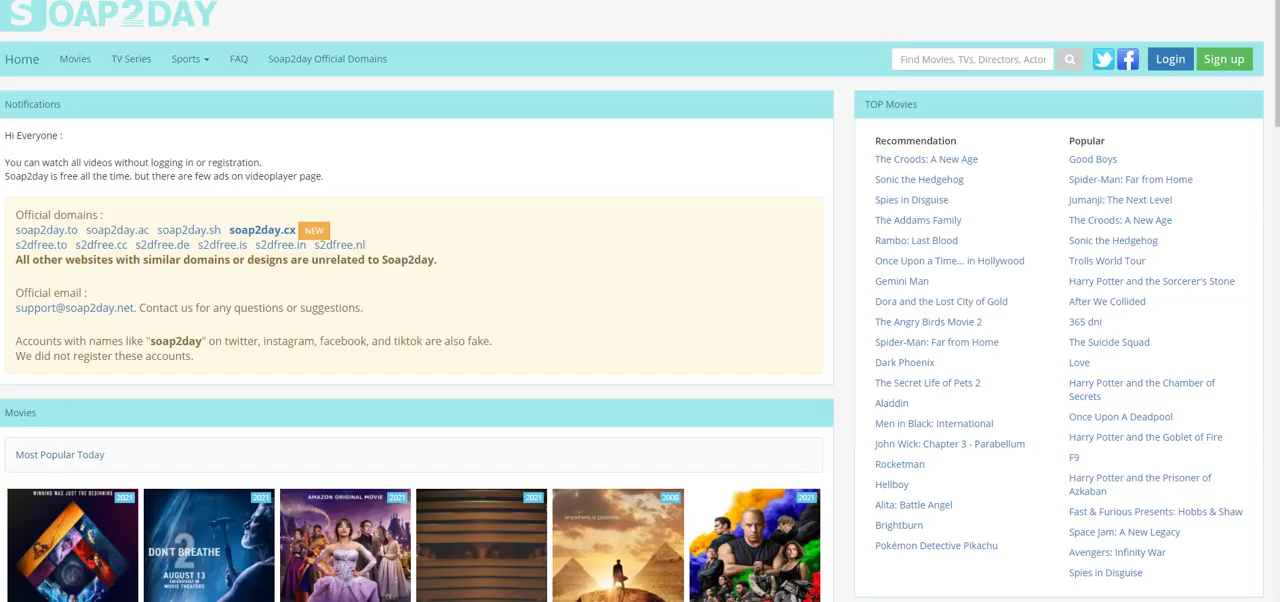 SOAP2DAY
Home Movies TV Series Sports FAQ Soap2day Official Domains Find Movies, TVs, Directors, Actor Login Sign up
Notifications
Hi Everyone :
You can watch all videos without logging in or registration.
Soap2day is free all the time, but there are few ads on videoplayer page.
Official domains :
soap2day.to soap2day.ac soap2day.sh soap2day.cx NEW
s2dfree.to s2dfree.cc s2dfree.de s2dfree.is s2dfree.in s2dfree.nl
All other websites with similar domains or designs are unrelated to Soap2day.
Official email :
support@soap2day.net. Contact us for any questions or suggestions.
Accounts with names like "soap2day" on twitter, instagram, facebook, and tiktok are also fake.
We did not register these accounts.
Movies
Most Popular Today
WINNING WAS JUST THE BEGINNING 2021
2021
DON'T BREATHE
2
AUGUST 13
EXCLUSIVELY IN
MOVIE THEATERS
AMAZON ORIGINAL MOVIE 2021
2021
2008
anywhere is possible.
2021
TOP Movies
Recommendation
The Croods: A New Age
Sonic the Hedgehog
Spies in Disguise
The Addams Family
Rambo: Last Blood
Once Upon a Time... in Hollywood
Gemini Man
Dora and the Lost City of Gold
The Angry Birds Movie 2
Spider-Man: Far from Home
Dark Phoenix
The Secret Life of Pets 2
Aladdin
Men in Black: International
John Wick: Chapter 3 - Parabellum
Rocketman
Hellboy
Alita: Battle Angel
Brightburn
Pokémon Detective Pikachu
Popular
Good Boys
Spider-Man: Far from Home
Jumanji: The Next Level
The Croods: A New Age
Sonic the Hedgehog
Trolls World Tour
Harry Potter and the Sorcerer's Stone
After We Collided
365 dni
The Suicide Squad
Love
Harry Potter and the Chamber of
Secrets
Once Upon A Deadpool
Harry Potter and the Goblet of Fire
F9
Harry Potter and the Prisoner of
Azkaban
Fast & Furious Presents: Hobbs & Shaw
Space Jam: A New Legacy
Avengers: Infinity War
Spies in Disguise